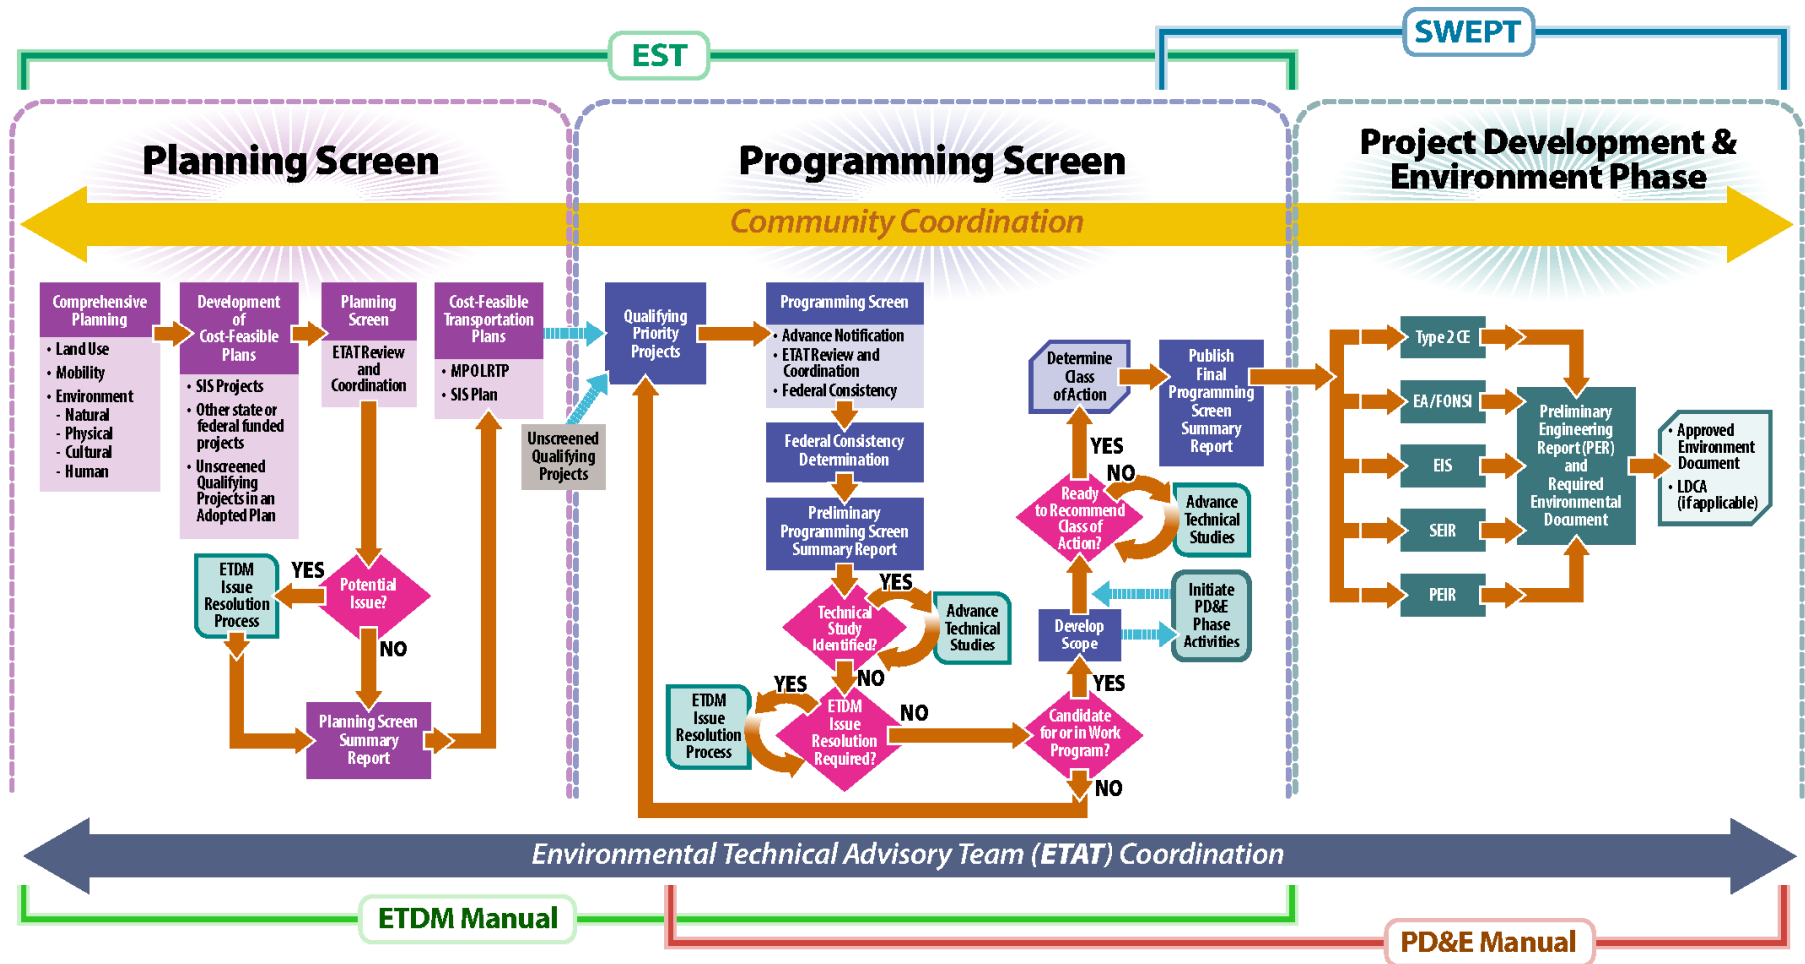 SWEPT
EST
Planning Screen
Programming Screen
Project Development &
Environment Phase
Community Coordination
Comprehensive
Planning
• Land Use
• Mobility
• Environment
- Natural
- Physical
- Cultural
- Human
Development
of
Cost-Feasible
Plans
• SIS Projects
• Other state or
federal funded
projects
• Unscreened
Qualifying
Projects in an
Adopted Plan
Planning
Screen
ETAT Review
and
Coordination
Cost-Feasible
Transportation
Plans
• MPO LRTP
• SIS Plan
ETDM
Issue
Resolution
Process
YES
Potential
Issue?
NO
Planning Screen
Summary
Report
Unscreened
Qualifying
Projects
Qualifying
Priority
Projects
Programming Screen
• Advance Notification
• ETAT Review and
Coordination
• Federal Consistency
Federal Consistency
Determination
Preliminary
Programming Screen
Summary Report
YES
Technical
Study
Identified?
Advance
Technical
Studies
NO
YES
ETDM
Issue
Resolution
Process
ETDM
Issue
Resolution
Required?
NO
Candidate
for or in Work
Program?
NO
YES
Develop
Scope
Initiate
PD&E
Phase
Activities
Ready
to Recommend
Class of
Action?
NO
Advance
Technical
Studies
YES
Determine
Class
of Action
Publish
Final
Programming
Screen
Summary
Report
Type 2 CE
EA/FONSI
EIS
SEIR
PEIR
Preliminary
Engineering
Report (PER)
and
Required
Environmental
Document
• Approved
Environment
Document
• LDCA
(if applicable)
Environmental Technical Advisory Team (ETAT) Coordination
ETDM Manual
PD&E Manual